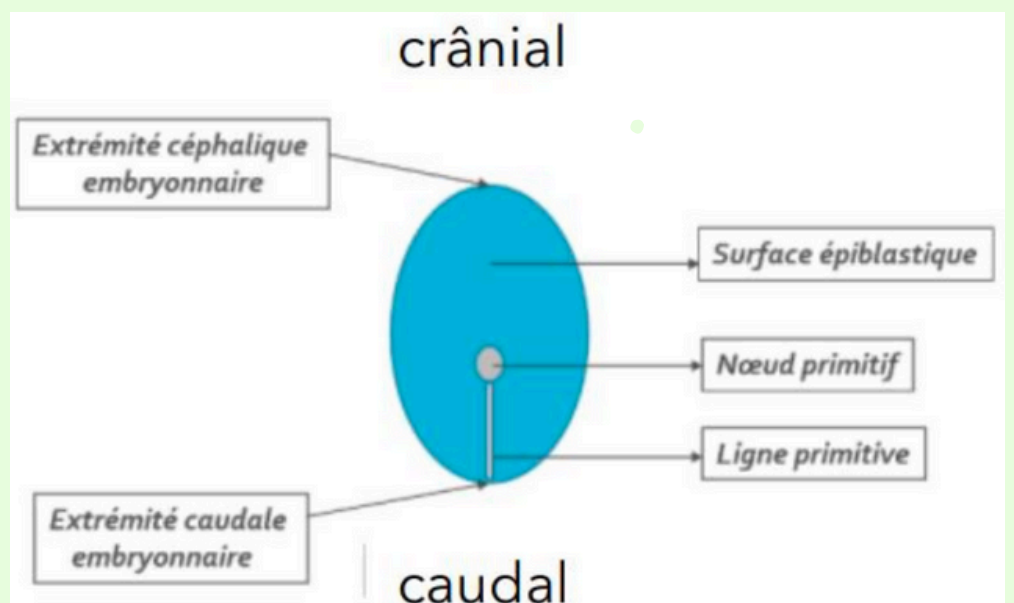 crânial
Extrémité céphalique
embryonnaire
Surface épiblastique
Nœud primitif
Ligne primitive
Extrémité caudale
embryonnaire
caudal